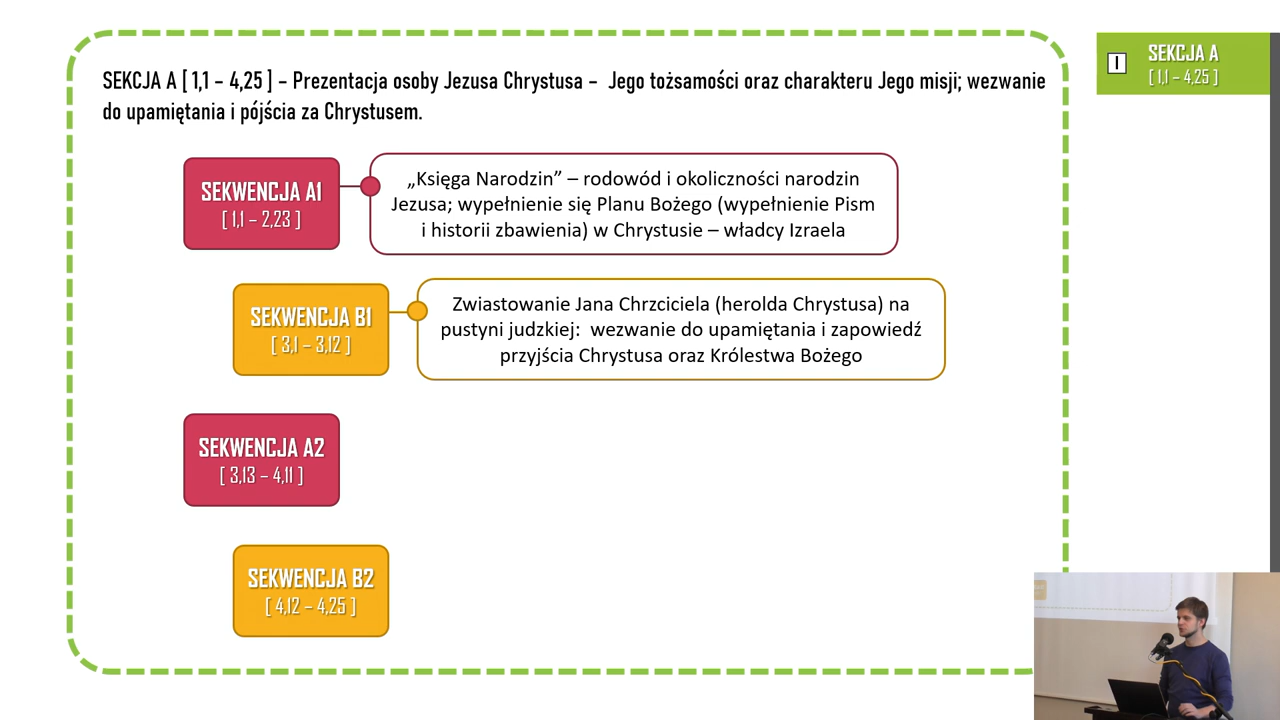 SEKCJA A [ 1,1 – 4,25 ] – Prezentacja osoby Jezusa Chrystusa – Jego tożsamości oraz charakteru Jego misji; wezwanie
do upamiętania i pójścia za Chrystusem.
I
SEKCJA A
[ 1,1 – 4,25 ]
SEKWENCJA A1
[ 1,1 – 2,23 ]
„Księga Narodzin” – rodowód i okoliczności narodzin
Jezusa; wypełnienie się Planu Bożego (wypełnienie Pism
i historii zbawienia) w Chrystusie – władcy Izraela
SEKWENCJA B1
[ 3,1 – 3,12 ]
Zwiastowanie Jana Chrzciciela (herolda Chrystusa) na
pustyni judzkiej: wezwanie do upamiętania i zapowiedź
przyjścia Chrystusa oraz Królestwa Bożego
SEKWENCJA A2
[ 3,13 – 4,11 ]
SEKWENCJA B2
[ 4,12 – 4,25 ]